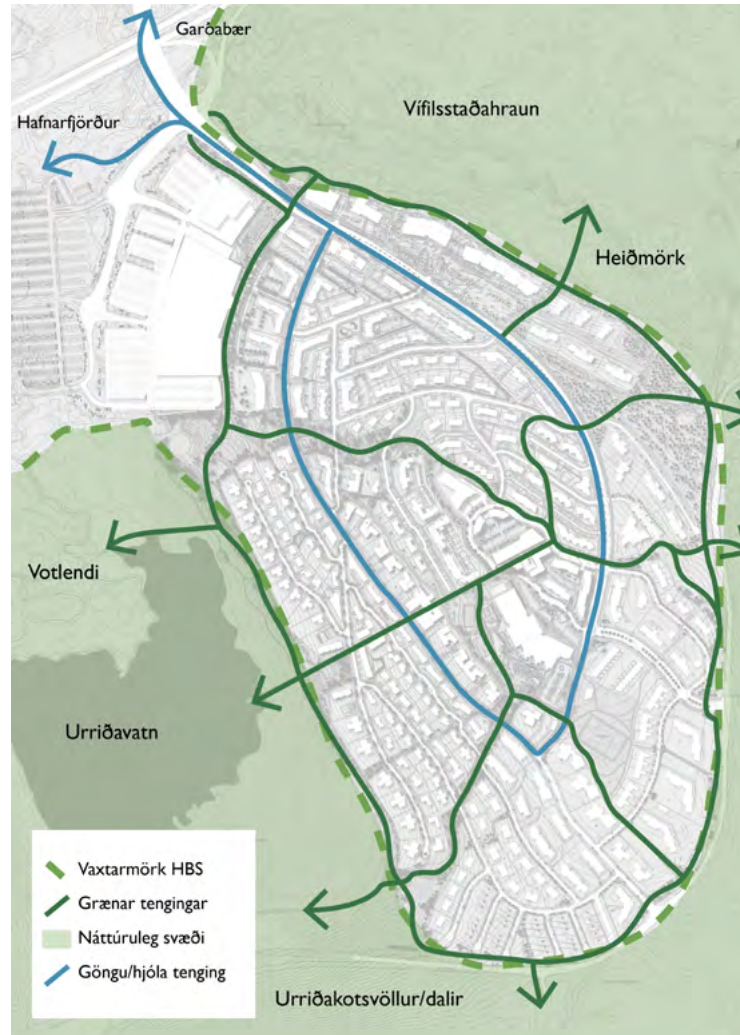 Garðabær
Vífilsstaðahraun
Hafnarfjörður
Heiðmörk
Votlendi
Urriðavatn
Vaxtarmörk HBS
Grænar tengingar
Náttúruleg svæði
Göngu/hjóla tenging
Urriðakotsvöllur/dalir